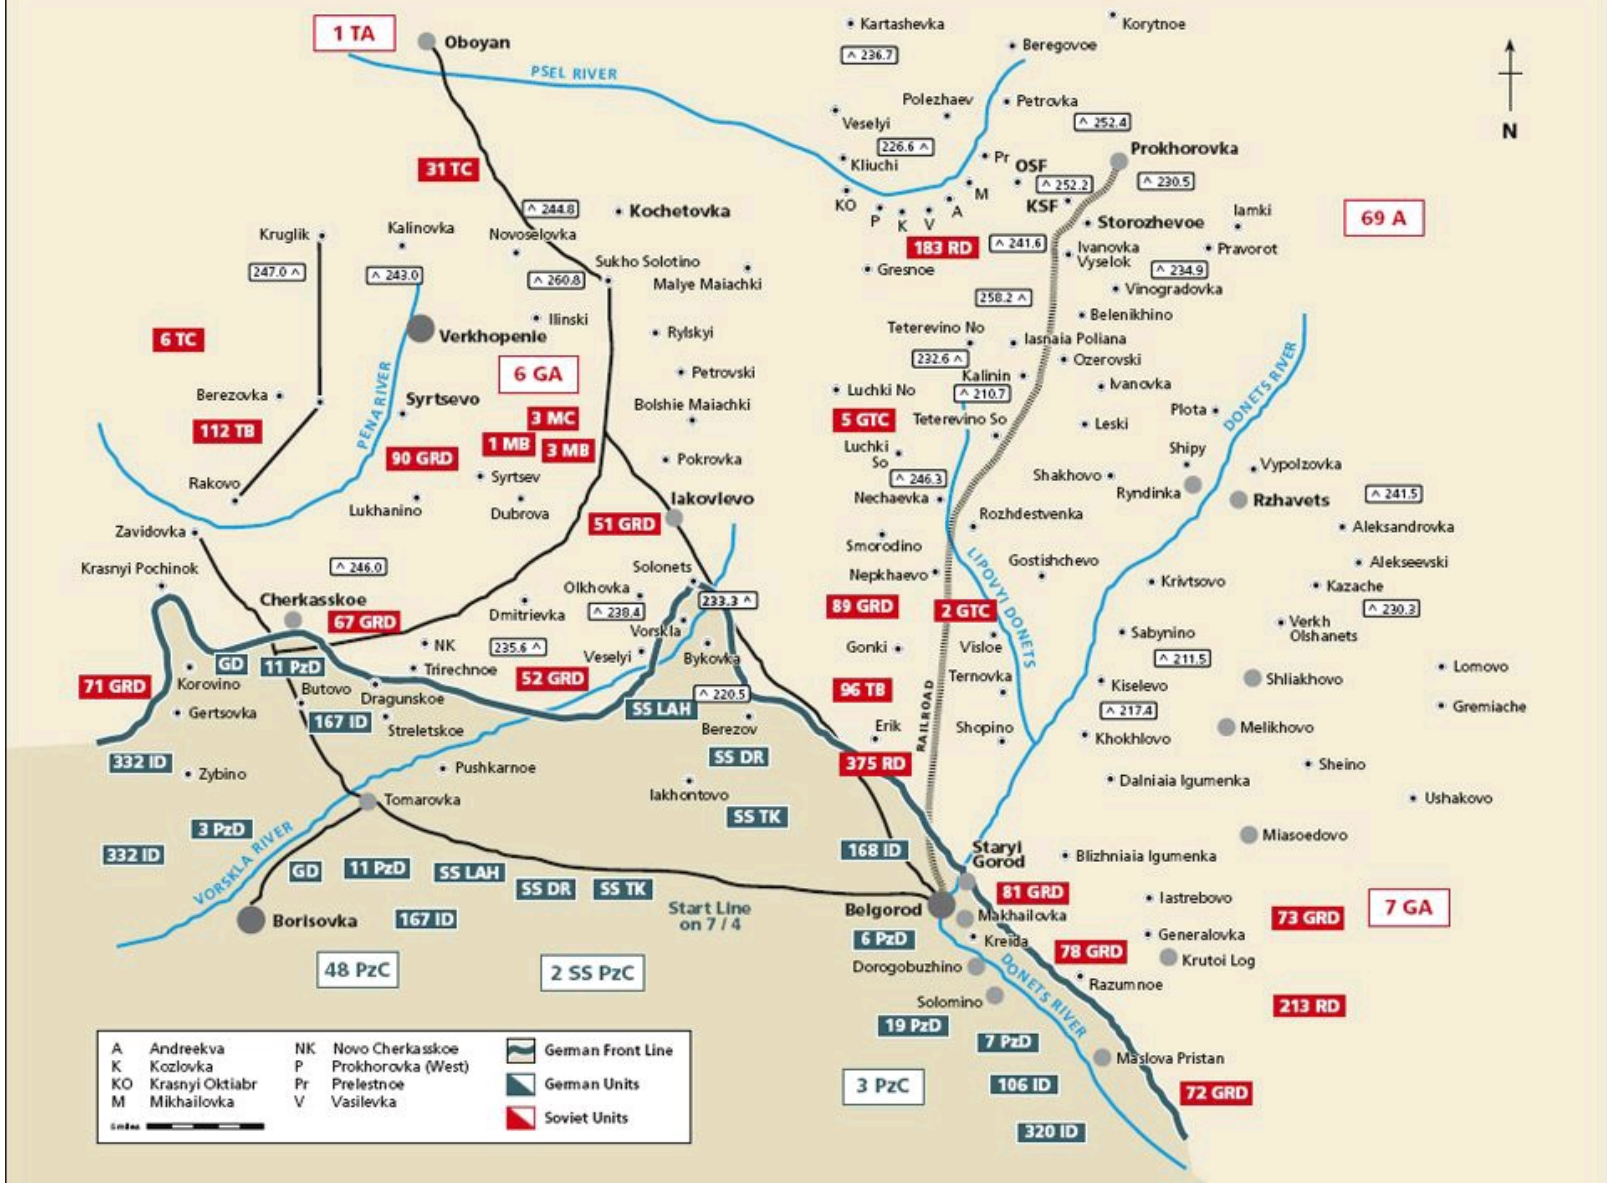 1 TA
Oboyan
PSEL RIVER
Kartashevka
^ 236.7
Korytnoe
Beregovoe
N
Polezhaev
Petrovka
Veselyi
^ 252.4
226.6 ^
Kliuchi
Pr
OSF
Prokhorovka
31 TC
^ 252.2
^ 230.5
KO
P
K
V
A
M
KSF
^ 244.8
Kochetovka
Storozhevoe
Iamki
69 A
Kruglik
Kalinovka
Novoselovka
183 RD
^ 241.6
Ivanovka
Vyselok
Pravorot
247.0 ^
^ 243.0
^ 260.8
Sukho Solotino
Malye Maiachki
Gresnoe
^ 234.9
258.2 ^
Vinogradovka
Ilinski
Verkhopenie
Rylskyi
Teterevino No
Belenikhino
6 TC
Iasnaia Poliana
232.6 ^
Ozerovski
6 GA
Petrovski
Kalinin
Ivanovka
DONETS RIVER
Berezovka
PENA RIVER
Syrtsevo
Bolshie Maiachki
Luchki No
^ 210.7
Plota
112 TB
3 MC
5 GTC
Teterevino So
Leski
1 MB
3 MB
90 GRD
Pokrovka
Luchki
So
Shipy
Vypolzovka
Rakovo
Syrtsev
^ 246.3
Shakhovo
Ryndinka
Rzhavets
^ 241.5
Lukhanino
Dubrova
Iakovlevo
Nechaevka
Zavidovka
51 GRD
Rozhdestvenka
Aleksandrovka
Smorodino
LIPOVYI DONETS
Gostishchevo
Alekseevski
Krasnyi Pochinok
^ 246.0
Solonets
Nepkhaevo
Krivtsovo
Kazache
Cherkasskoe
67 GRD
Olkhovka
^ 238.4
233.3 ^
89 GRD
2 GTC
^ 230.3
Dmitrievka
Vorskla
Sabynino
Verkh
Olshanets
NK
235.6 ^
Veselyi
Bykovka
Gonki
Visloe
^ 211.5
Lomovo
GD
11 PzD
Trirechnoe
52 GRD
Ternovka
Kiselevo
Shliakhovo
71 GRD
Korovino
Butovo
Dragunskoe
^ 220.5
96 TB
Gertsovka
167 ID
SS LAH
RAILROAD
^ 217.4
Gremiache
Streletskoe
Berezov
Erik
Shopino
Khokhlovo
Melikhovo
332 ID
Zybino
Pushkarnoe
SS DR
375 RD
Sheino
Iakhontovo
Dalniaia Igumenka
Tomarovka
Ushakovo
3 PzD
SS TK
Miasoedovo
332 ID
VORSKLA RIVER
168 ID
Staryi
Gorod
Blizhniaia Igumenka
GD
11 PzD
SS LAH
SS DR
SS TK
81 GRD
Iastrebovo
Borisovka
167 ID
Start Line
on 7 / 4
Belgorod
Makhailovka
73 GRD
7 GA
6 PzD
Kreida
Generalovka
78 GRD
48 PzC
2 SS PzC
Dorogobuzhino
DONETS RIVER
Krutoi Log
Razumnoe
Solomino
213 RD
19 PzD
7 PzD
Maslova Pristan
3 PzC
106 ID
72 GRD
320 ID
A Andreekva
K Kozlovka
KO Krasnyi Oktiabr
M Mikhailovka
NK Novo Cherkasskoe
P Prokhorovka (West)
Pr Prelestnoe
V Vasilevka
German Front Line
German Units
Soviet Units